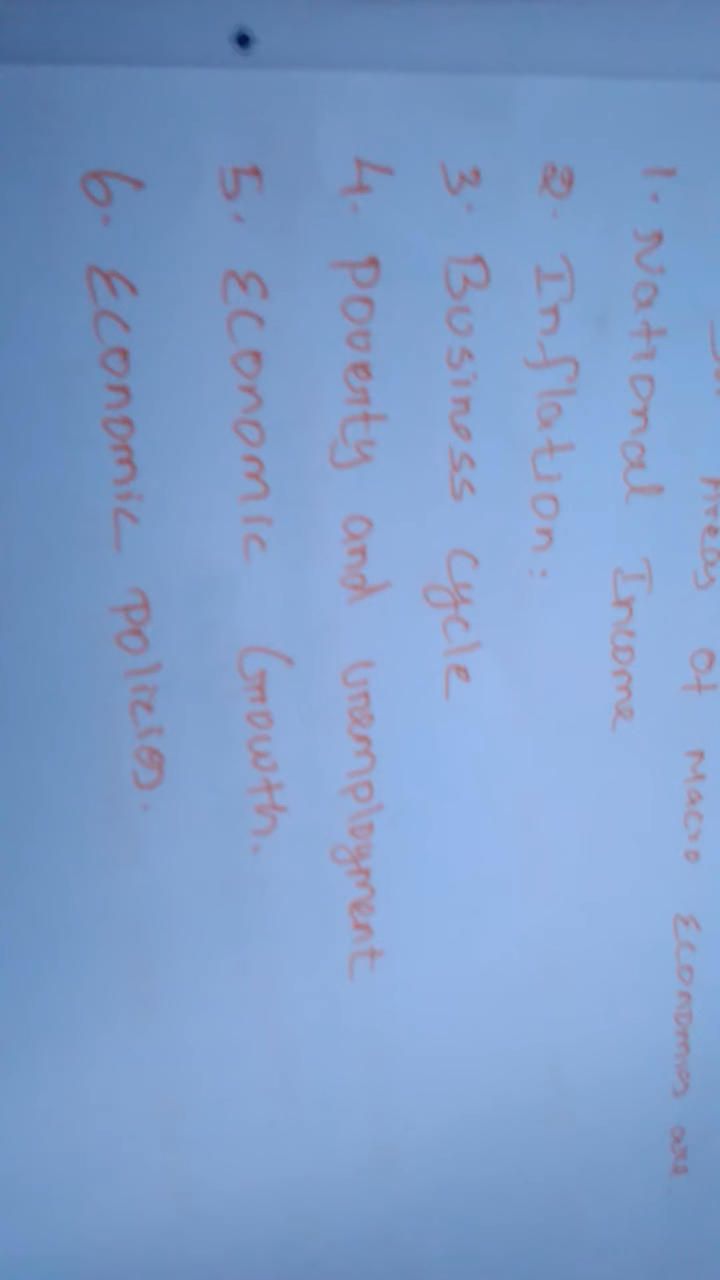 Areas of Macro Economics are
1. National Income
2. Inflation:
3. Business Cycle
4. Poverty and Unemployment
5. Economic Growth.
6. Economic Policies.